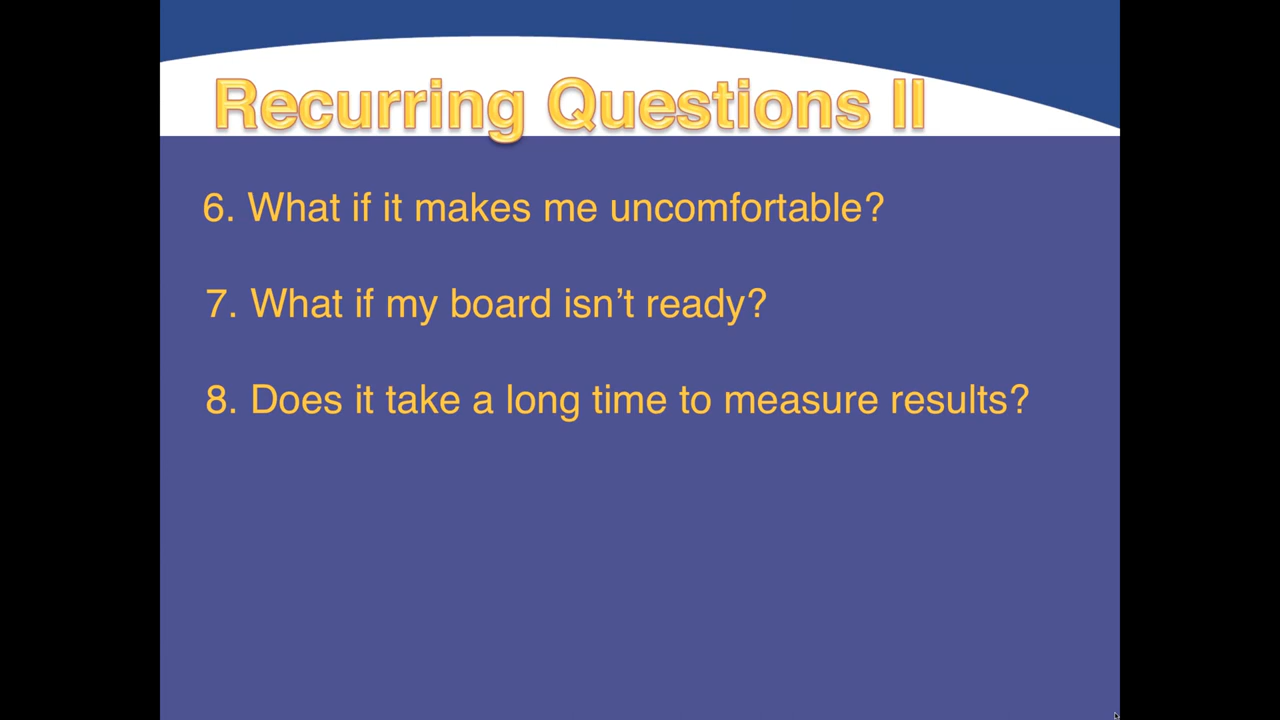 Recurring Questions II
6. What if it makes me uncomfortable?
7. What if my board isn’t ready?
8. Does it take a long time to measure results?